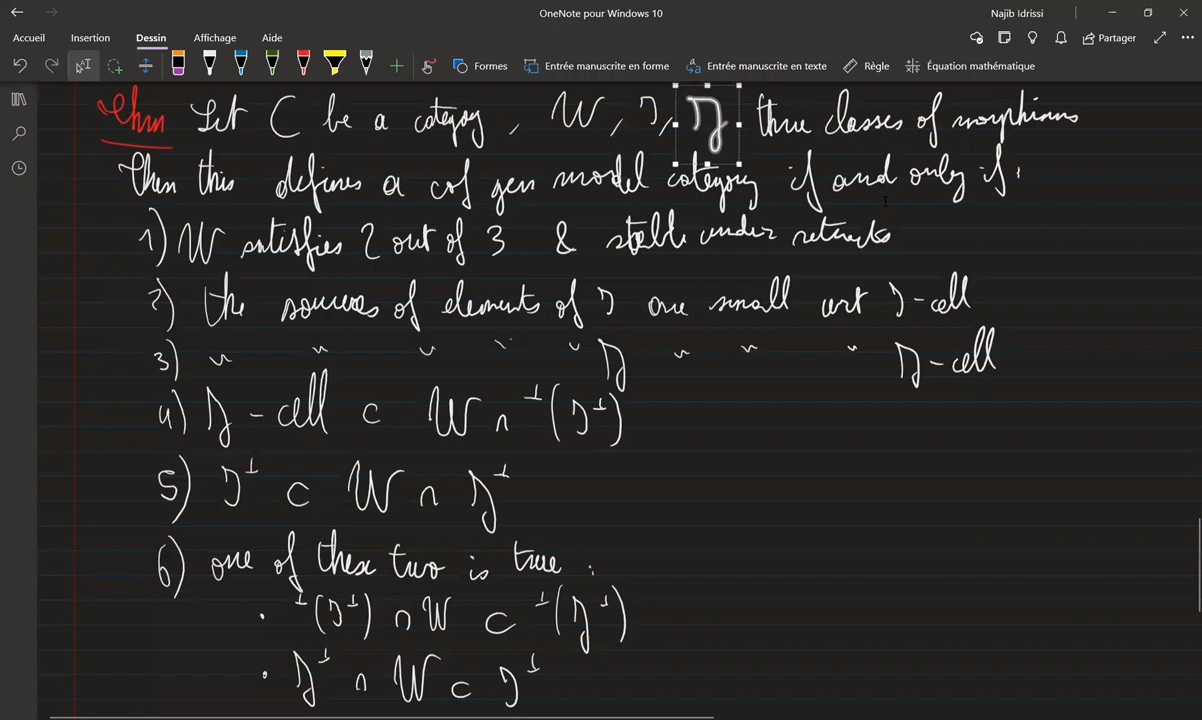 OneNote pour Windows 10
Najib Idrissi
Accueil Insertion Dessin Affichage Aide
Partager
Formes Entrée manuscrite en forme Entrée manuscrite en texte Règle Équation mathématique
Thm Let C be a category, W, I, J three classes of morphisms
Then this defines a cof gen model category if and only if:
1) W satisfies 2 out of 3 & stable under retracts
2) the sources of elements of I are small wrt I-cell
3) " " " " " J " " " J-cell
4) J-cell ⊂ W ∩ ⊥(I⊥)
5) I⊥ ⊂ W ∩ J⊥
6) one of these two is true:
· ⊥(I⊥) ∩ W ⊂ ⊥(J⊥)
· J⊥ ∩ W ⊂ I⊥